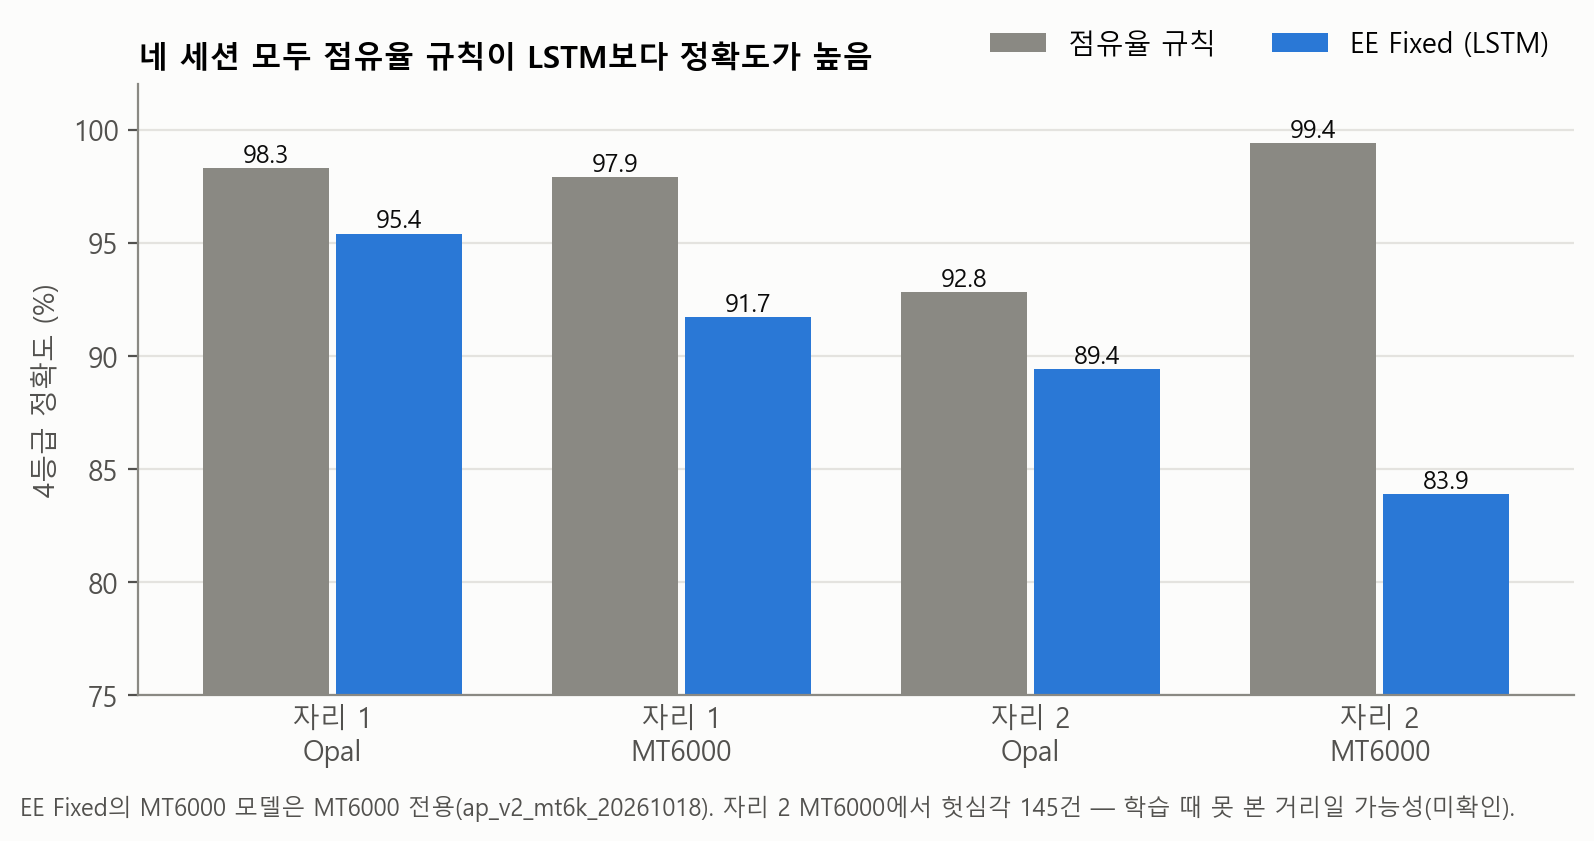 네 세션 모두 점유율 규칙이 LSTM보다 정확도가 높음
점유율 규칙
EE Fixed (LSTM)
4등급 정확도 (%)
100
95
90
85
80
75
98.3
95.4
97.9
91.7
92.8
89.4
99.4
83.9
자리 1
Opal
자리 1
MT6000
자리 2
Opal
자리 2
MT6000
EE Fixed의 MT6000 모델은 MT6000 전용(ap_v2_mt6k_20261018). 자리 2 MT6000에서 헛심각 145건 — 학습 때 못 본 거리일 가능성(미확인).